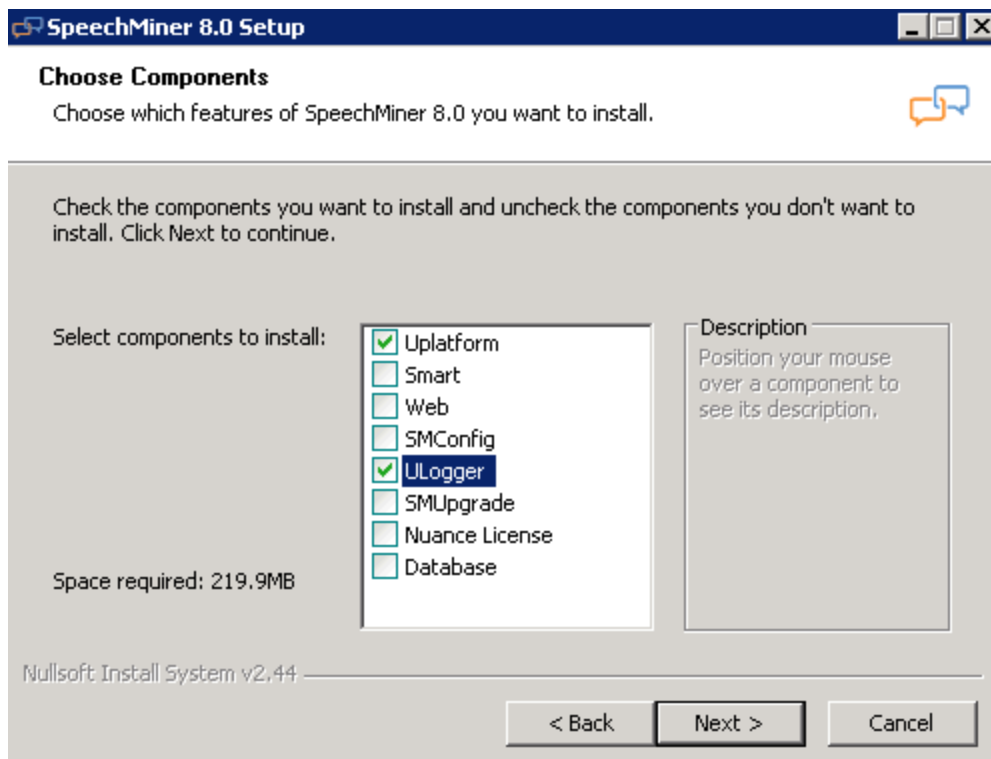 SpeechMiner 8.0 Setup
Choose Components
Choose which features of SpeechMiner 8.0 you want to install.
Check the components you want to install and uncheck the components you don't want to
install. Click Next to continue.
Select components to install:
Uplatform
Smart
Web
SMConfig
ULogger
SMUpgrade
Nuance License
Database
Description
Position your mouse
over a component to
see its description.
Space required: 219.9MB
Nullsoft Install System v2.44
< Back
Next >
Cancel